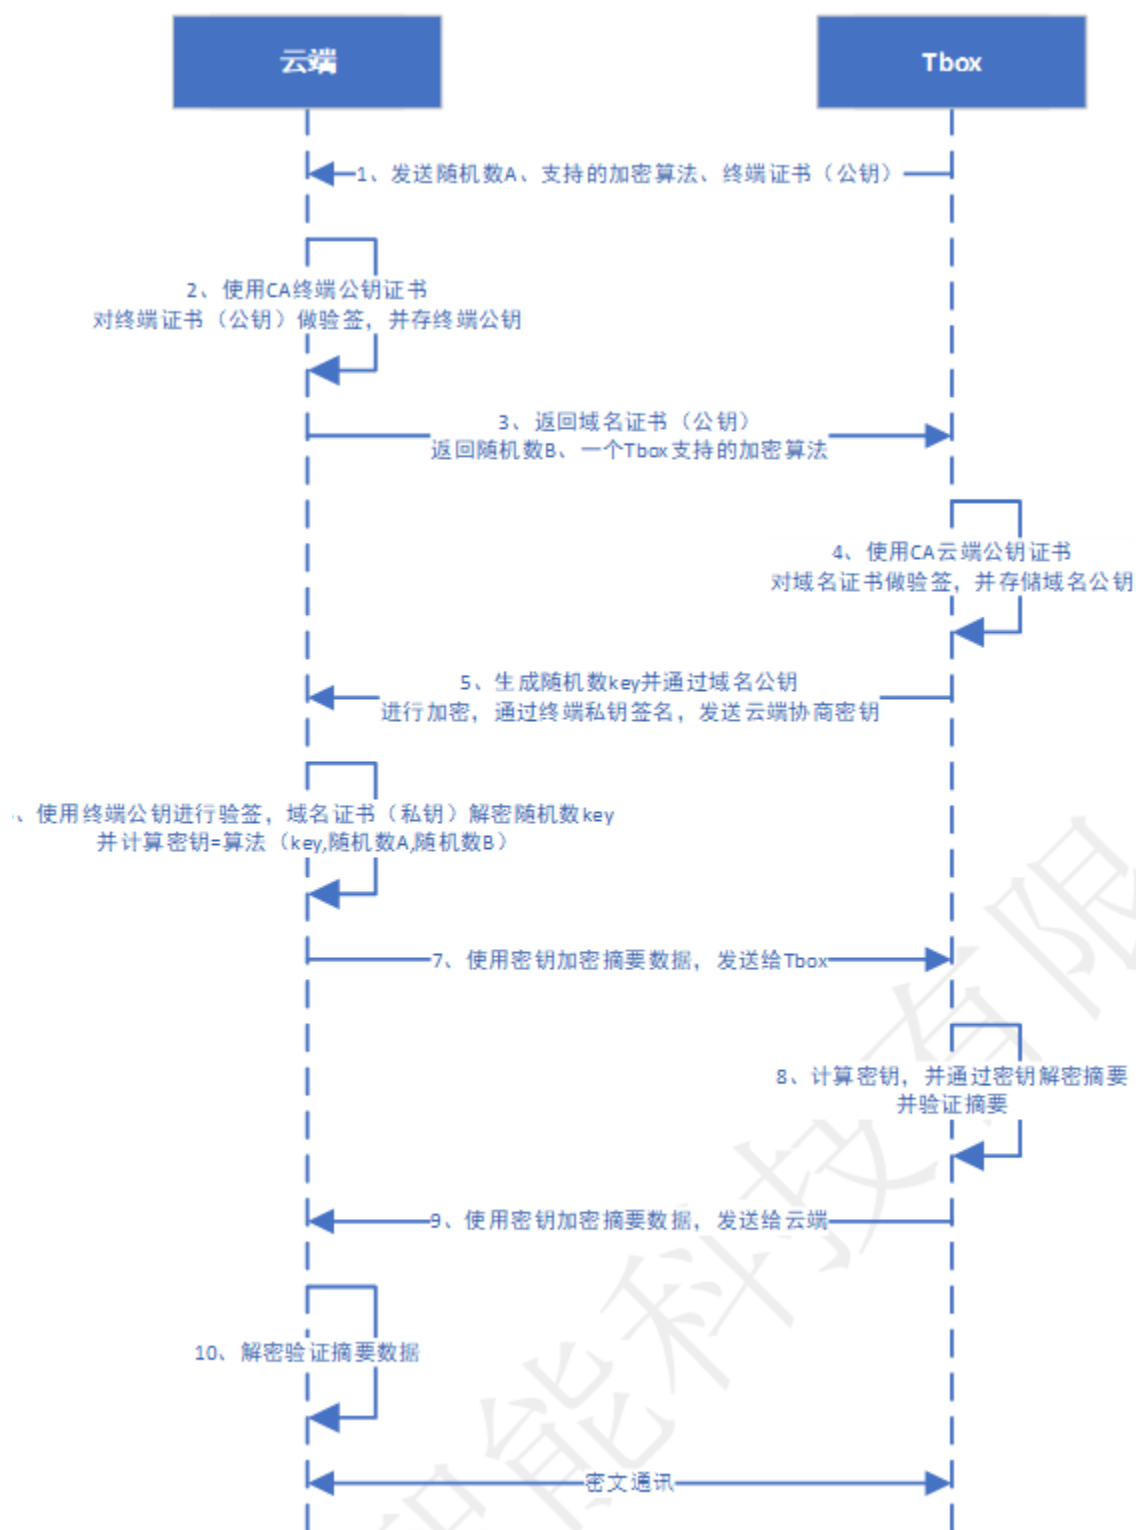 云端
Tbox
1、发送随机数A、支持的加密算法、终端证书（公钥）
2、使用CA终端公钥证书
对终端证书（公钥）做验签，并存终端公钥
3、返回域名证书（公钥）
返回随机数B、一个Tbox支持的加密算法
4、使用CA云端公钥证书
对域名证书做验签，并存储域名公钥
5、生成随机数key并通过域名公钥
进行加密，通过终端私钥签名，发送云端协商密钥
、使用终端公钥进行验签，域名证书（私钥）解密随机数key
并计算密钥=算法（key,随机数A,随机数B）
7、使用密钥加密摘要数据，发送给Tbox
8、计算密钥，并通过密钥解密摘要
并验证摘要
9、使用密钥加密摘要数据，发送给云端
10、解密验证摘要数据
密文通讯
智能科技有限